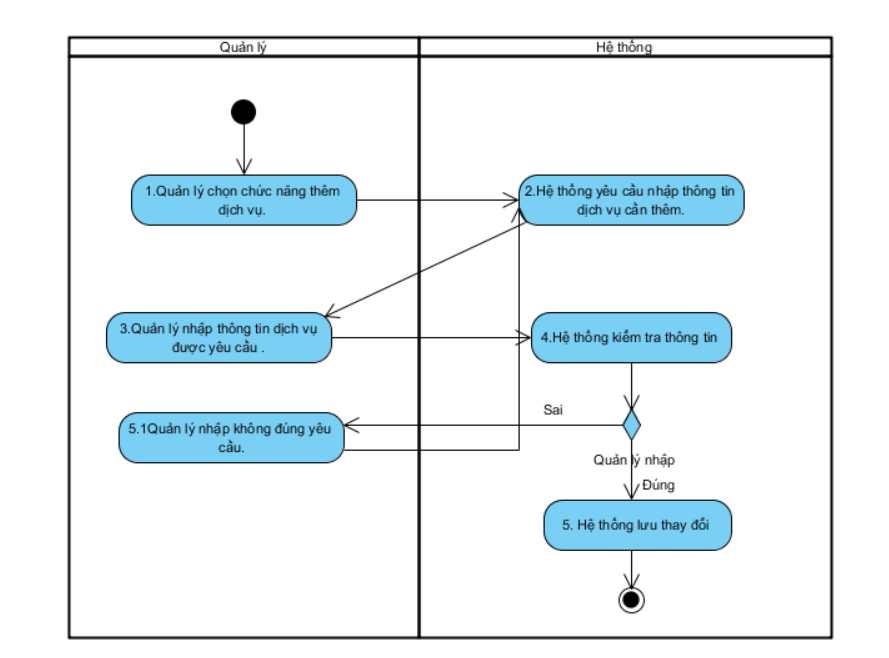 Quản lý
Hệ thống
1.Quản lý chọn chức năng thêm
dịch vụ.
2.Hệ thống yêu cầu nhập thông tin
dịch vụ cần thêm.
3.Quản lý nhập thông tin dịch vụ
được yêu cầu .
4.Hệ thống kiểm tra thông tin
Sai
5.1Quản lý nhập không đúng yêu
cầu.
Quản lý nhập
Đúng
5. Hệ thống lưu thay đổi